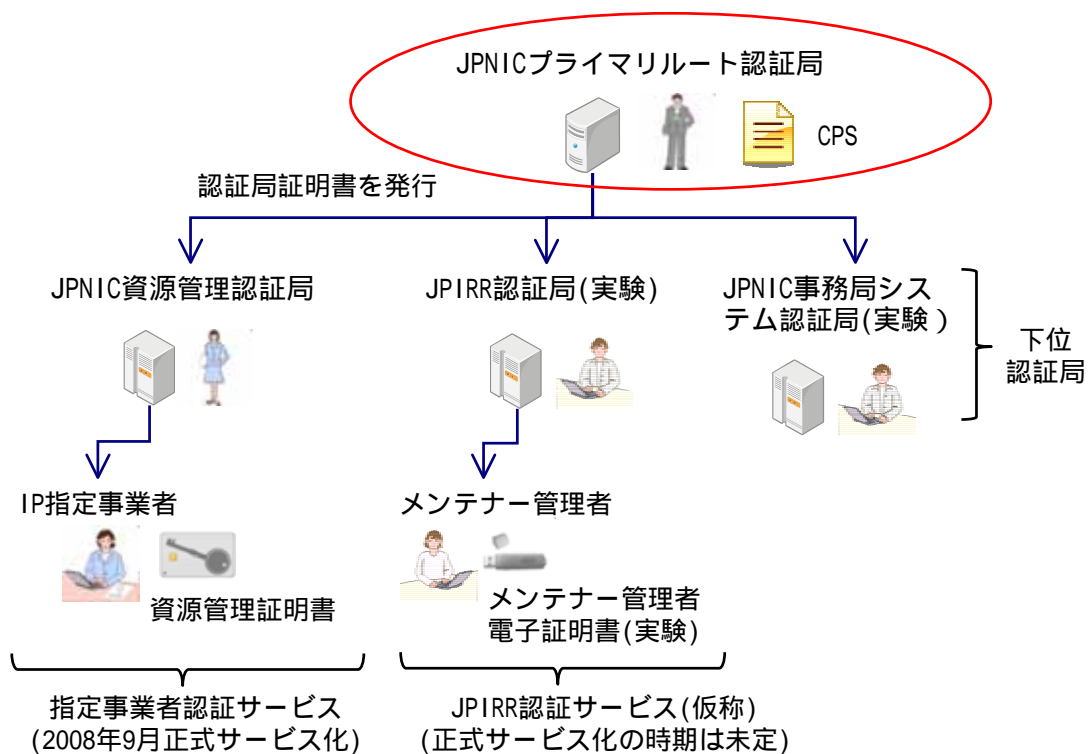 JPNICプライマリルート認証局
CPS
認証局証明書を発行
JPNIC資源管理認証局
JPIRR認証局(実験)
JPNIC事務局シス
テム認証局(実験)
下位
認証局
IP指定事業者
資源管理証明書
メンテナー管理者
メンテナー管理者
電子証明書(実験)
指定事業者認証サービス
(2008年9月正式サービス化)
JPIRR認証サービス(仮称)
(正式サービス化の時期は未定)